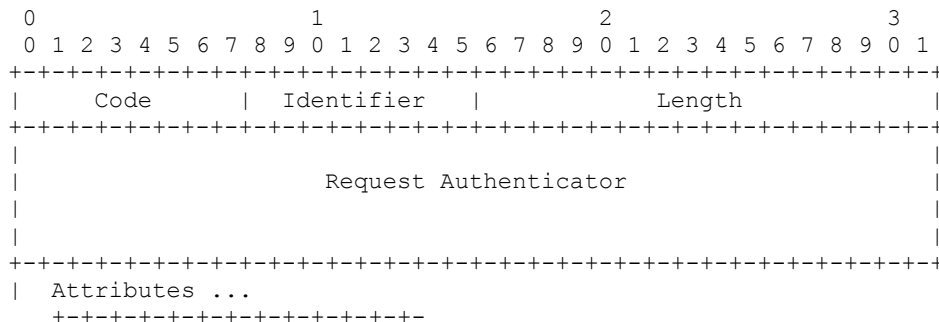 0                   1                   2                   3
 0 1 2 3 4 5 6 7 8 9 0 1 2 3 4 5 6 7 8 9 0 1 2 3 4 5 6 7 8 9 0 1
+-+-+-+-+-+-+-+-+-+-+-+-+-+-+-+-+-+-+-+-+-+-+-+-+-+-+-+-+-+-+-+-+
|     Code      |  Identifier   |            Length             |
+-+-+-+-+-+-+-+-+-+-+-+-+-+-+-+-+-+-+-+-+-+-+-+-+-+-+-+-+-+-+-+-+
|                                                               |
|                     Request Authenticator                     |
|                                                               |
|                                                               |
+-+-+-+-+-+-+-+-+-+-+-+-+-+-+-+-+-+-+-+-+-+-+-+-+-+-+-+-+-+-+-+-+
|  Attributes ...
   +-+-+-+-+-+-+-+-+-+-+-+-+-